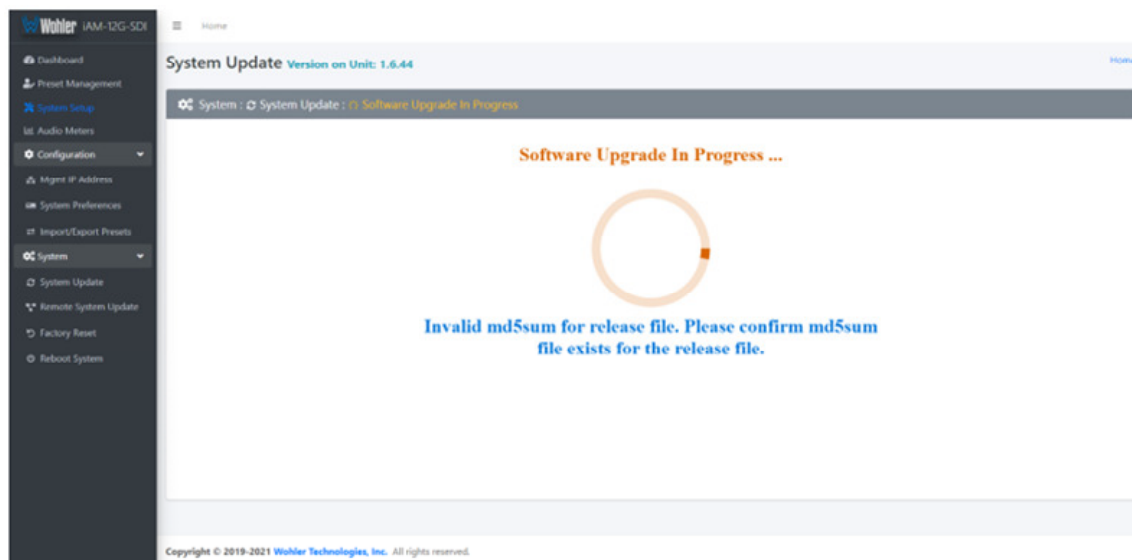 Wohler iAM-12G-SDI
Home
Dashboard
Preset Management
System Setup
Audio Meters
Configuration
Mgmt IP Address
System Preferences
Import/Export Presets
System
System Update
Remote System Update
Factory Reset
Reboot System
System Update Version on Unit: 1.6.44
Home
System : System Update : Software Upgrade In Progress
Software Upgrade In Progress ...
Invalid md5sum for release file. Please confirm md5sum
file exists for the release file.
Copyright © 2019-2021 Wohler Technologies, Inc. All rights reserved.